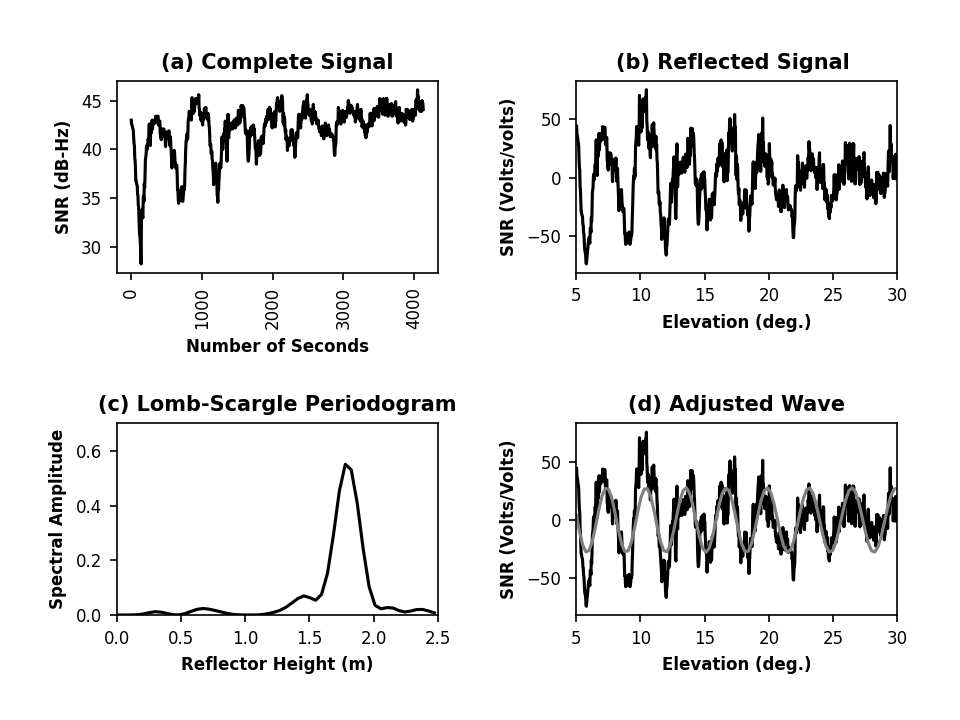 (a) Complete Signal
SNR (dB-Hz)
45
40
35
30
0
1000
2000
3000
4000
Number of Seconds
(b) Reflected Signal
SNR (Volts/volts)
50
0
−50
5 10 15 20 25 30
Elevation (deg.)
(c) Lomb-Scargle Periodogram
Spectral Amplitude
0.6
0.4
0.2
0.0
0.0 0.5 1.0 1.5 2.0 2.5
Reflector Height (m)
(d) Adjusted Wave
SNR (Volts/Volts)
50
0
−50
5 10 15 20 25 30
Elevation (deg.)